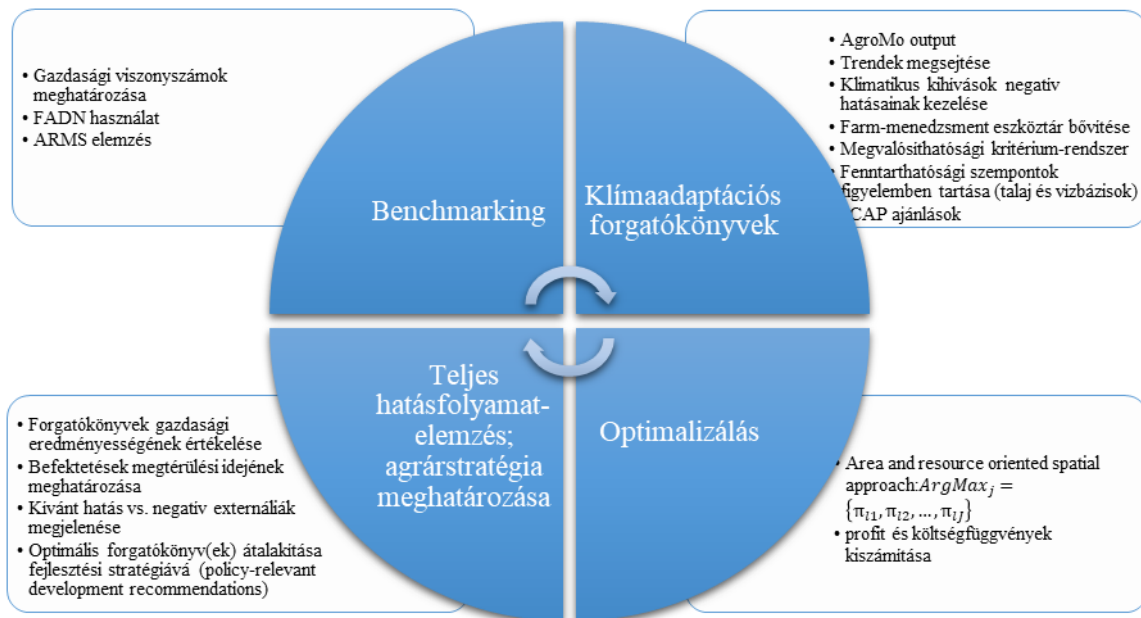 • Gazdasági viszonyszámok
meghatározása
• FADN használat
• ARMS elemzés
Benchmarking
• AgroMo output
• Trendek megsejtése
• Klimatikus kihívások negatív
hatásainak kezelése
• Farm-menedzsment eszköztár bővítése
• Megvalósíthatósági kritérium-rendszer
• Fenntarthatósági szempontok
figyelemben tartása (talaj és vízbázisok)
CAP ajánlások
Klímaadaptációs
forgatókönyvek
Teljes
hatásfolyamat-
elemzés;
agrárstratégia
meghatározása
• Forgatókönyvek gazdasági
eredményességének értékelése
• Befektetések megtérülési idejének
meghatározása
• Kívánt hatás vs. negatív externáliák
megjelenése
• Optimális forgatókönyv(ek) átalakítása
fejlesztési stratégiává (policy-relevant
development recommendations)
Optimalizálás
• Area and resource oriented spatial
approach:ArgMax_j =
{π_l1, π_l2, ..., π_lJ}
• profit és költségfüggvények
kiszámítása